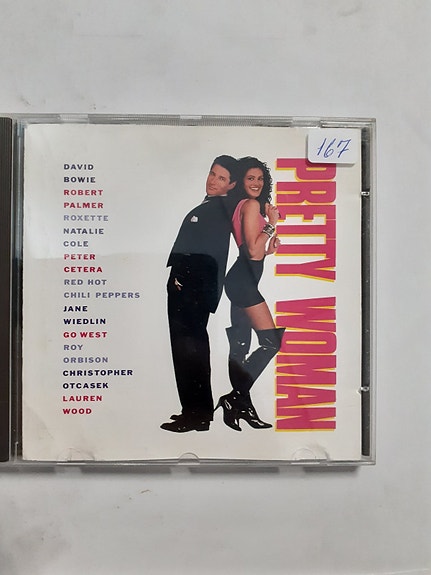 167
DAVID
BOWIE
ROBERT
PALMER
ROXETTE
NATALIE
COLE
PETER
CETERA
RED HOT
CHILI PEPPERS
JANE
WIEDLIN
GO WEST
ROY
ORBISON
CHRISTOPHER
OTCASEK
LAUREN
WOOD
PRETTY WOMAN